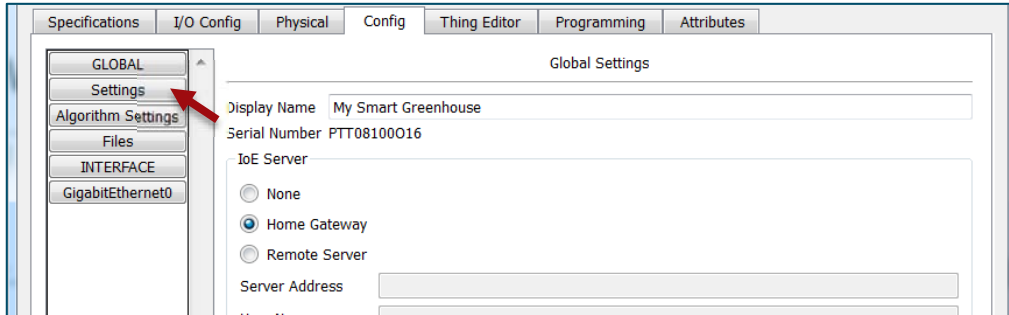 Specifications I/O Config Physical Config Thing Editor Programming Attributes
GLOBAL
Settings
Algorithm Settings
Files
INTERFACE
GigabitEthernet0
Global Settings
Display Name My Smart Greenhouse
Serial Number PTT08100O16
IoE Server
None
Home Gateway
Remote Server
Server Address